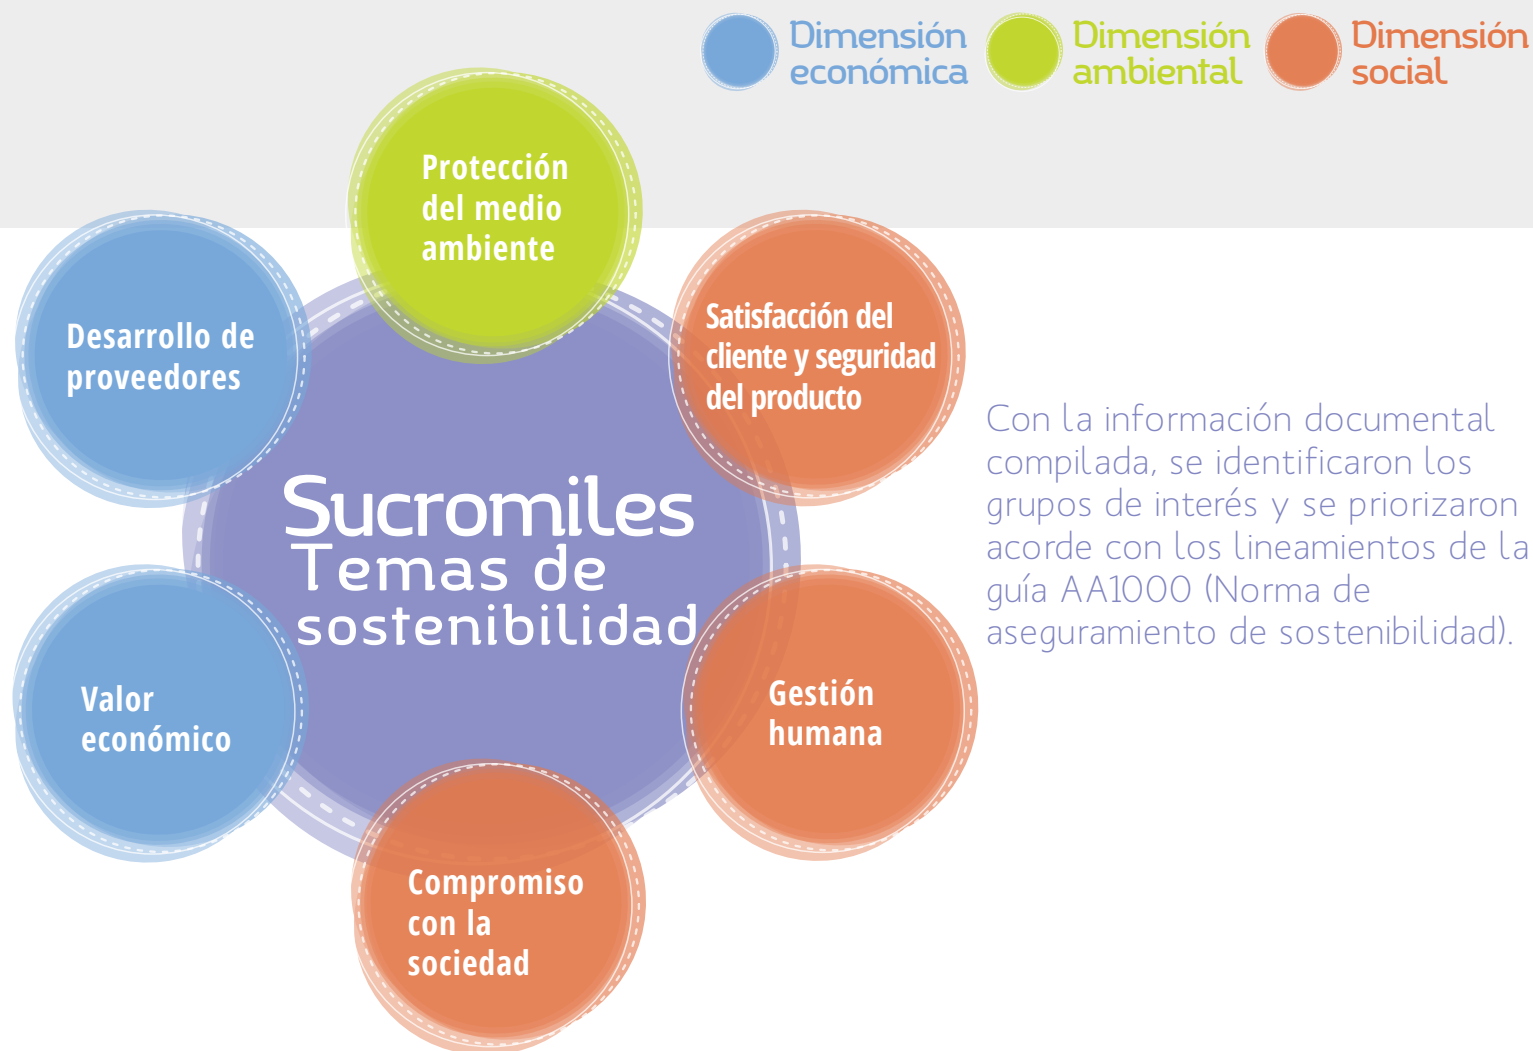 Dimensión
económica
Dimensión
ambiental
Dimensión
social
Protección
del medio
ambiente
Desarrollo de
proveedores
Satisfacción del
cliente y seguridad
del producto
Sucromiles
Temas de
sostenibilidad
Valor
económico
Gestión
humana
Compromiso
con la
sociedad
Con la información documental
compilada, se identificaron los
grupos de interés y se priorizaron
acorde con los lineamientos de la
guía AA1000 (Norma de
aseguramiento de sostenibilidad).